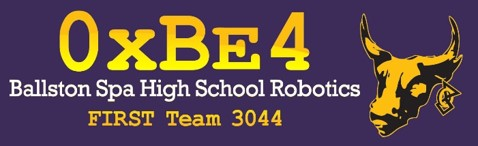 0xBE4
Ballston Spa High School Robotics
FIRST Team 3044